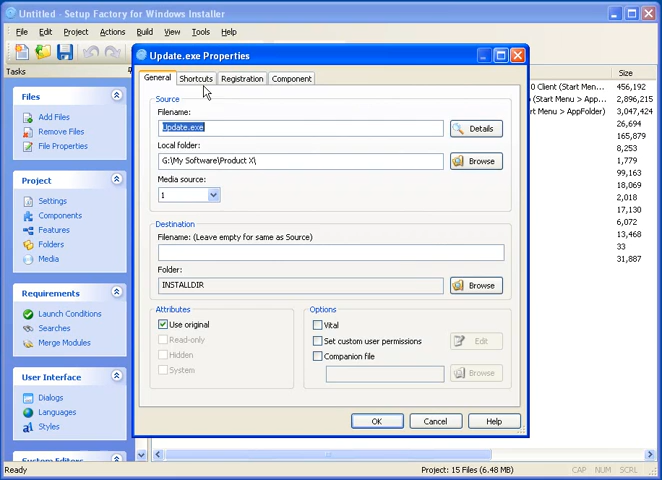 Untitled - Setup Factory for Windows Installer
File Edit Project Actions Build View Tools Help
Tasks
Files
Add Files
Remove Files
File Properties
Project
Settings
Components
Features
Folders
Media
Requirements
Launch Conditions
Searches
Merge Modules
User Interface
Dialogs
Languages
Styles
Update.exe Properties
General Shortcuts Registration Component
Source
Filename:
Update.exe
Details
Local folder:
G:\My Software\Product X\
Browse
Media source:
1
Destination
Filename: (Leave empty for same as Source)
Folder:
INSTALLDIR
Browse
Attributes
Use original
Read-only
Hidden
System
Options
Vital
Set custom user permissions
Edit
Companion file
Browse
OK Cancel Help
Size
0 Client (Start Men... 456,192
(Start Menu > App... 2,896,215
rt Menu > AppFolder) 3,047,424
26,694
165,879
8,253
1,779
99,163
18,069
2,018
17,130
6,072
13,468
33
31,887
Ready
Project: 15 Files (6.48 MB)
CAP NUM SCRL